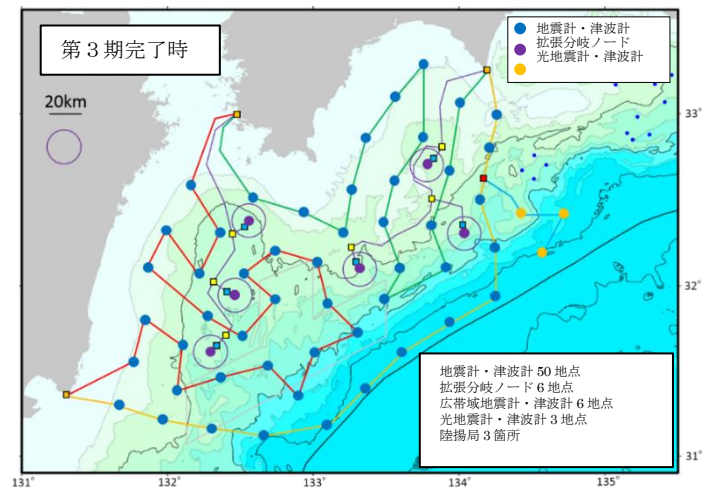 第3期完了時
地震計・津波計
拡張分岐ノード
光地震計・津波計
20km
33°
32°
31°
地震計・津波計 50 地点
拡張分岐ノード 6 地点
広帯域地震計・津波計 6 地点
光地震計・津波計 3 地点
陸揚局 3 箇所
131° 132° 133° 134° 135°